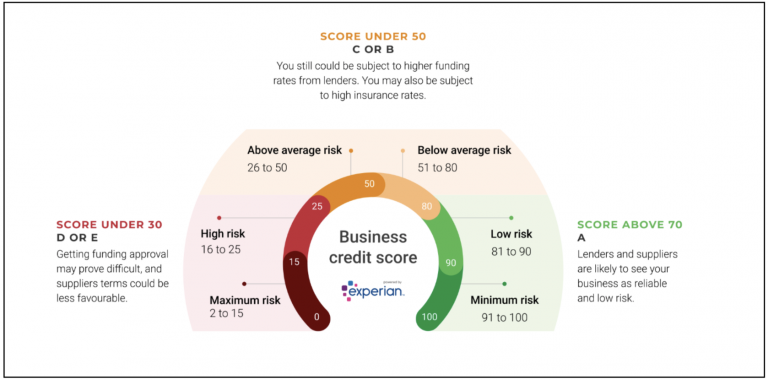 SCORE UNDER 50
C OR B
You still could be subject to higher funding
rates from lenders. You may also be subject
to high insurance rates.
Above average risk
26 to 50
Below average risk
51 to 80
50
25
80
SCORE UNDER 30
D OR E
Getting funding approval
may prove difficult, and
suppliers terms could be
less favourable.
High risk
16 to 25
15
Maximum risk
2 to 15
0
Business
credit score
powered by
experian.
Low risk
81 to 90
90
Minimum risk
91 to 100
100
SCORE ABOVE 70
A
Lenders and suppliers
are likely to see your
business as reliable
and low risk.